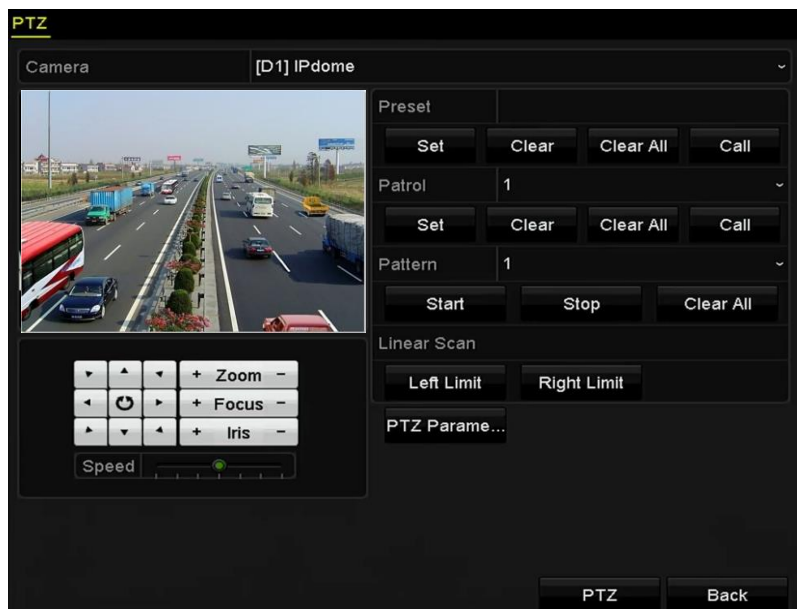 PTZ
Camera [D1] IPdome
Preset
Set Clear Clear All Call
Patrol 1
Set Clear Clear All Call
Pattern 1
Start Stop Clear All
Linear Scan
Left Limit Right Limit
PTZ Parame...
+ Zoom -
+ Focus -
+ Iris -
Speed
PTZ Back